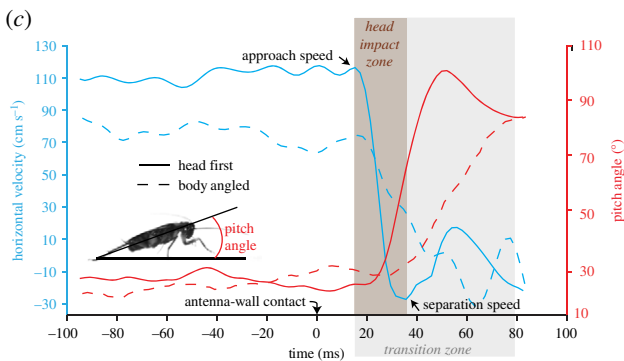 (c)
130
110
90
70
50
30
10
−10
−30
horizontal velocity (cm s⁻¹)
approach speed
head
impact
zone
head first
body angled
pitch
angle
antenna-wall contact
separation speed
110
90
70
50
30
10
pitch angle (°)
−100 −80 −60 −40 −20 0 20 40 60 80 100
time (ms)
transition zone